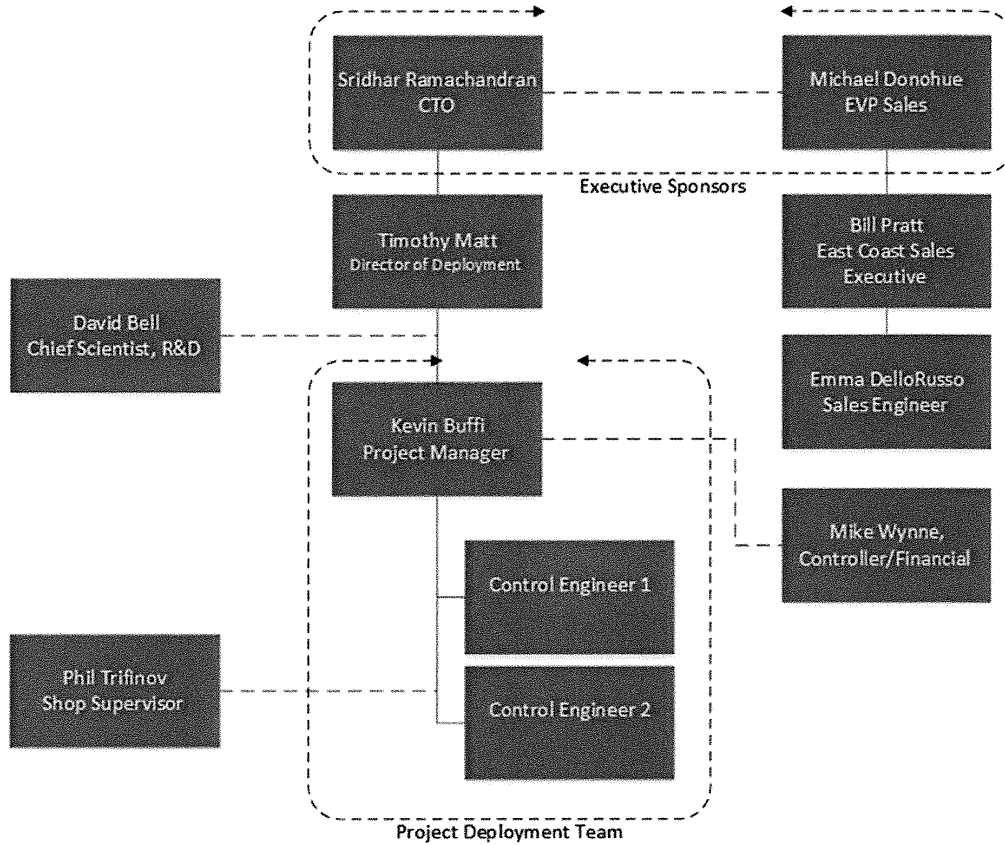 Sridhar Ramachandran
CTO
Michael Donohue
EVP Sales
Executive Sponsors
Timothy Matt
Director of Deployment
Bill Pratt
East Coast Sales
Executive
David Bell
Chief Scientist, R&D
Emma DelloRusso
Sales Engineer
Kevin Buffi
Project Manager
Mike Wynne,
Controller/Financial
Control Engineer 1
Phil Trifinov
Shop Supervisor
Control Engineer 2
Project Deployment Team